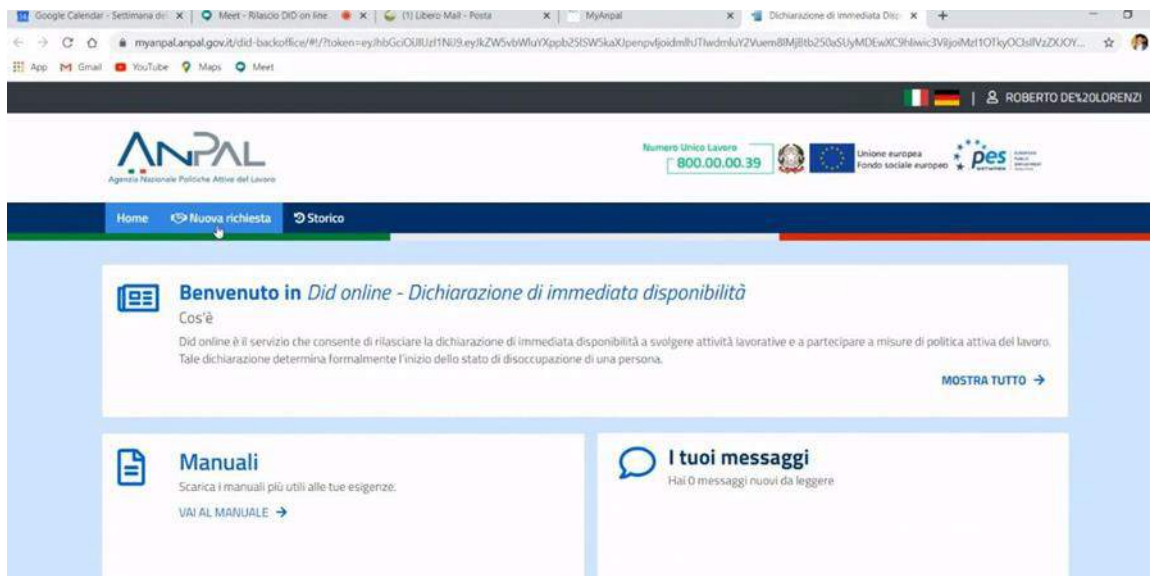 Google Calendar - Settimana de
Meet - Rilascio DID on line
(1) Libero Mail - Posta
MyAnpal
Dichiarazione di Immediata Disp
App
Gmail
YouTube
Maps
Meet
ROBERTO DE%20LORENZI
ANPAL
Agenzia Nazionale Politiche Attive del Lavoro
Numero Unico Lavoro
800.00.00.39
Unione europea
Fondo sociale europeo
pes
Home
Nuova richiesta
Storico
Benvenuto in Did online - Dichiarazione di immediata disponibilità
Cos'è
Did online è il servizio che consente di rilasciare la dichiarazione di immediata disponibilità a svolgere attività lavorative e a partecipare a misure di politica attiva del lavoro.
Tale dichiarazione determina formalmente l'inizio dello stato di disoccupazione di una persona.
MOSTRA TUTTO
Manuali
Scarica i manuali più utili alle tue esigenze.
VAI AL MANUALE
I tuoi messaggi
Hai 0 messaggi nuovi da leggere